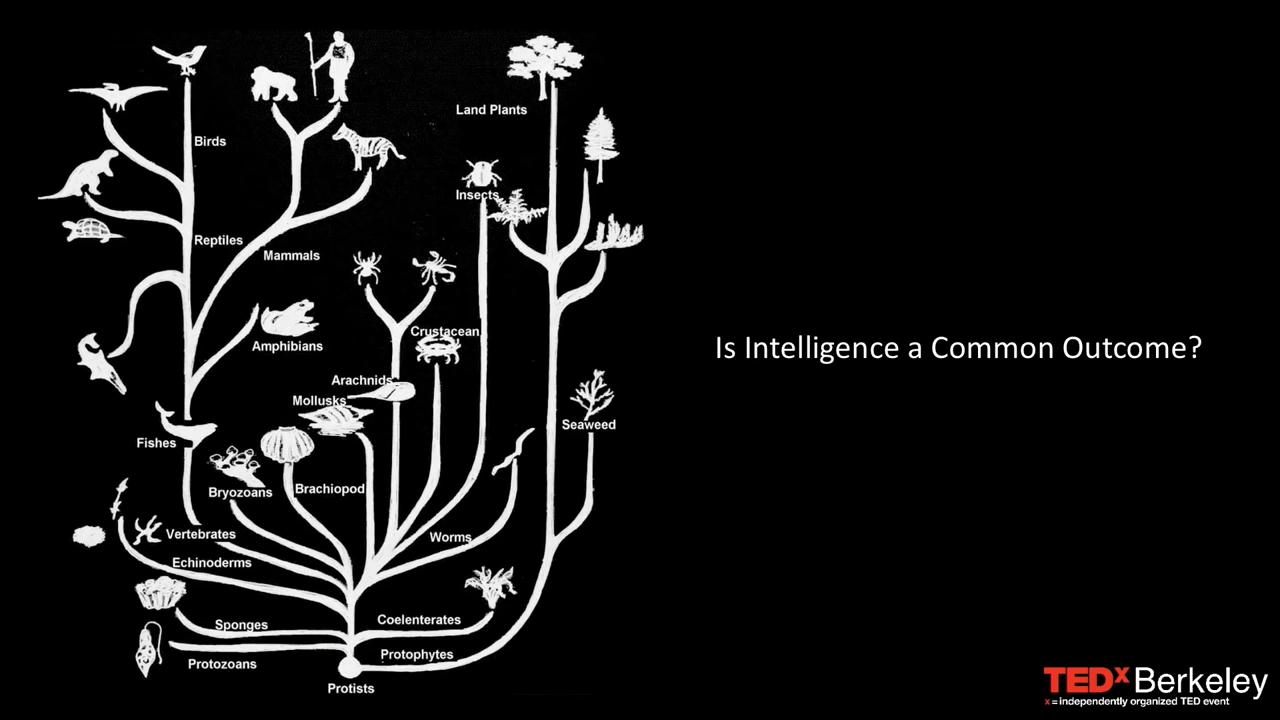 Birds
Land Plants
Insects
Reptiles
Mammals
Crustacean
Amphibians
Arachnids
Mollusks
Seaweed
Fishes
Bryozoans
Brachiopod
Vertebrates
Worms
Echinoderms
Sponges
Coelenterates
Protozoans
Protophytes
Protists
Is Intelligence a Common Outcome?
TEDx Berkeley
x = independently organized TED event